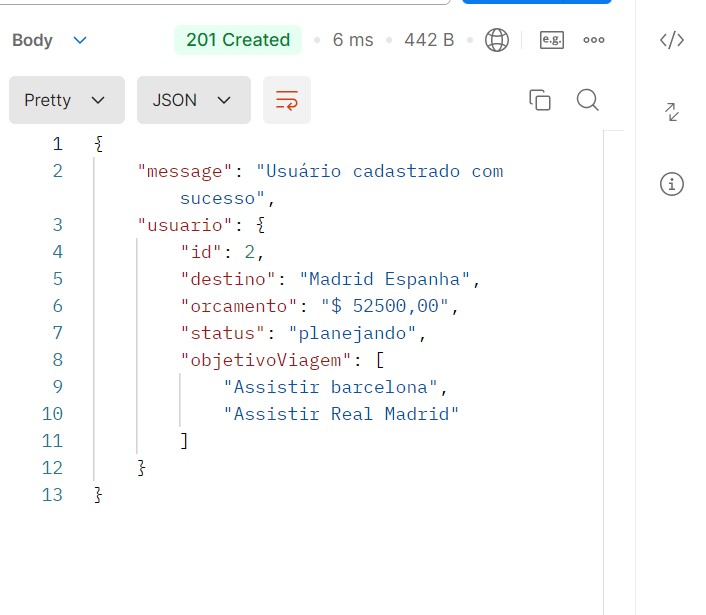 Body
201 Created • 6 ms • 442 B • e.g.
Pretty JSON
1 {
2 "message": "Usuário cadastrado com
sucesso",
3 "usuario": {
4 "id": 2,
5 "destino": "Madrid Espanha",
6 "orcamento": "$ 52500,00",
7 "status": "planejando",
8 "objetivoViagem": [
9 "Assistir barcelona",
10 "Assistir Real Madrid"
11 ]
12 }
13 }